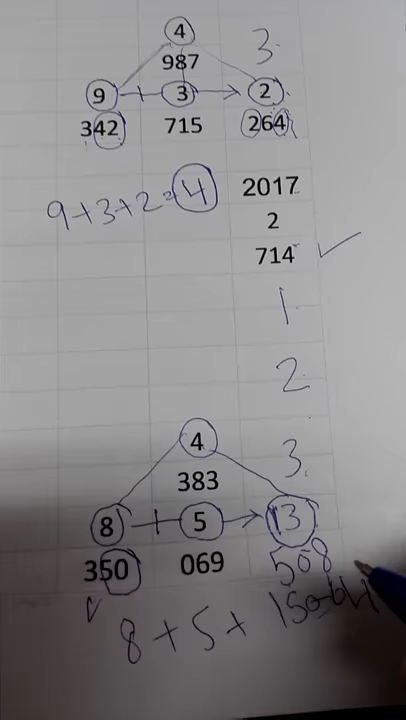 4 3.
987
9 + 3 2
342 715 264
9+3+2=4 2017
2
714
1.
2.
4 3.
383
8 + 5 13
350 069 508
8 + 5 +